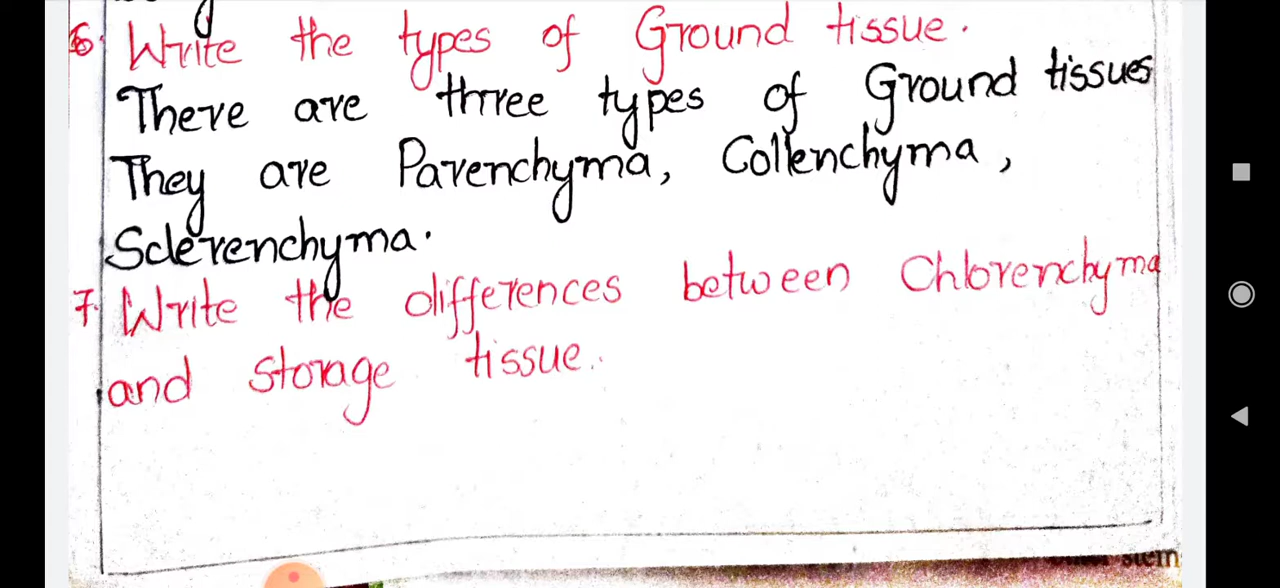 6. Write the types of Ground tissue.
There are three types of Ground tissues
They are Parenchyma, Collenchyma,
Sclerenchyma.
7. Write the differences between Chlorenchyma
and storage tissue.
stem